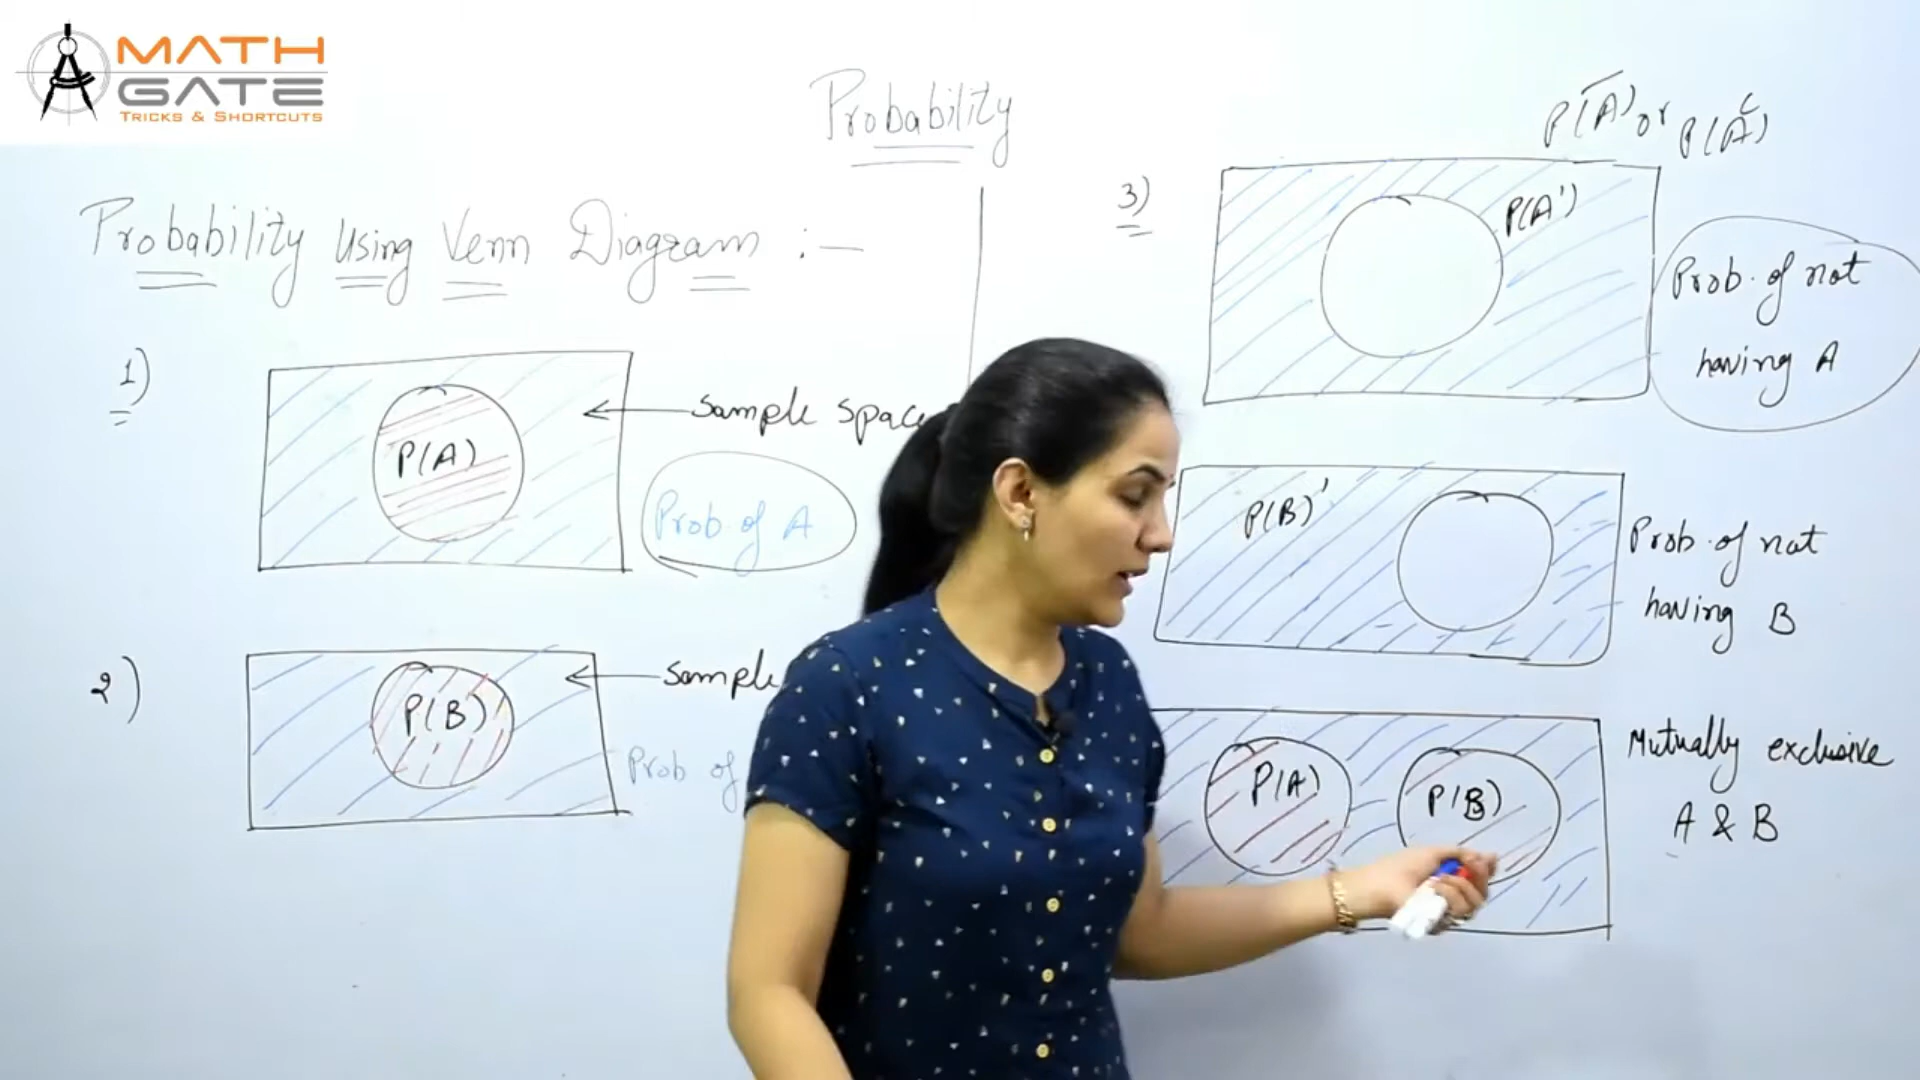 MATH
GATE
TRICKS & SHORTCUTS
Probability
Probability Using Venn Diagram :-
1)
P(A)
Sample space
Prob. of A
2)
P(B)
Sample
Prob of
P(A̅) or P(Aᶜ)
3)
P(A')
Prob. of not
having A
P(B)'
Prob. of not
having B
P(A)
P(B)
Mutually exclusive
A & B